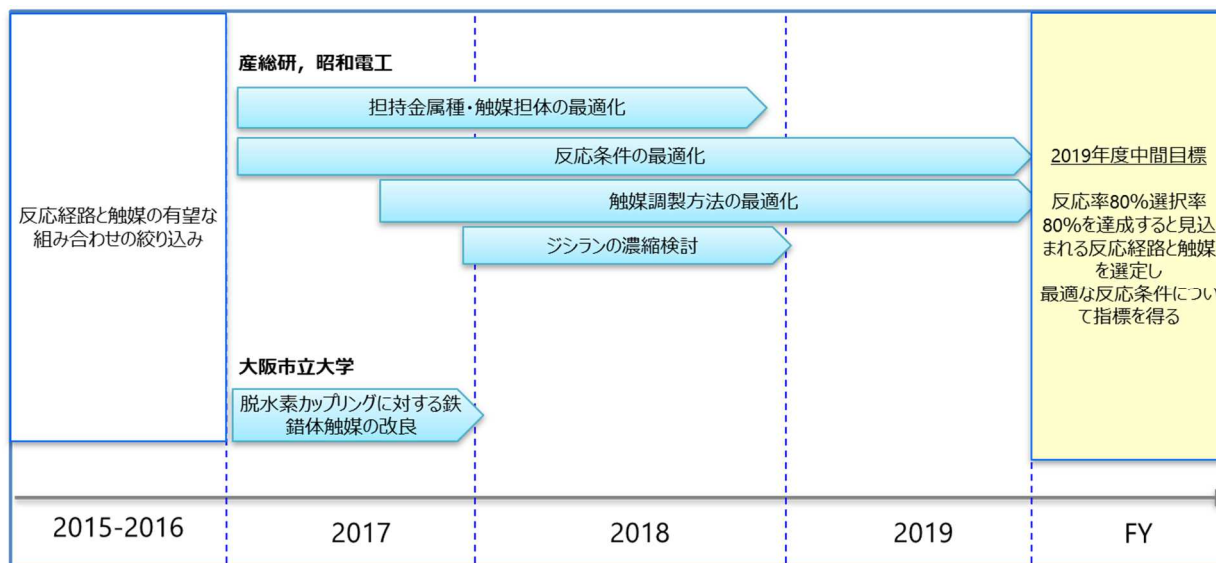 産総研，昭和電工
担持金属種・触媒担体の最適化
反応条件の最適化
触媒調製方法の最適化
ジシランの濃縮検討
反応経路と触媒の有望な
組み合わせの絞り込み
大阪市立大学
脱水素カップリングに対する鉄
錯体触媒の改良
2019年度中間目標
反応率80％選択率
80％を達成すると見込
まれる反応経路と触媒
を選定し
最適な反応条件につい
て指標を得る
2015-2016
2017
2018
2019
FY